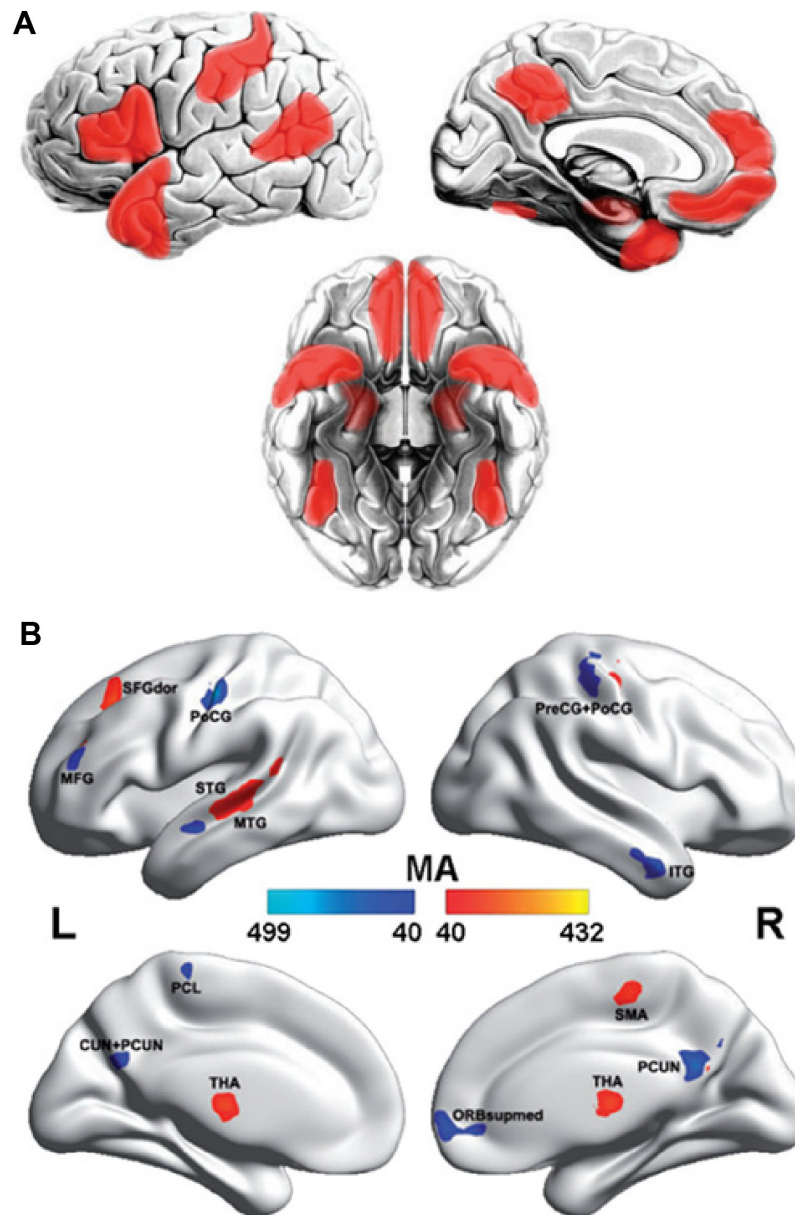 A
B
SFGdor
PoCG
PreCG+PoCG
MFG
STG
MTG
ITG
MA
499 40 40 432
L R
PCL
SMA
CUN+PCUN
PCUN
THA THA
ORBsupmed